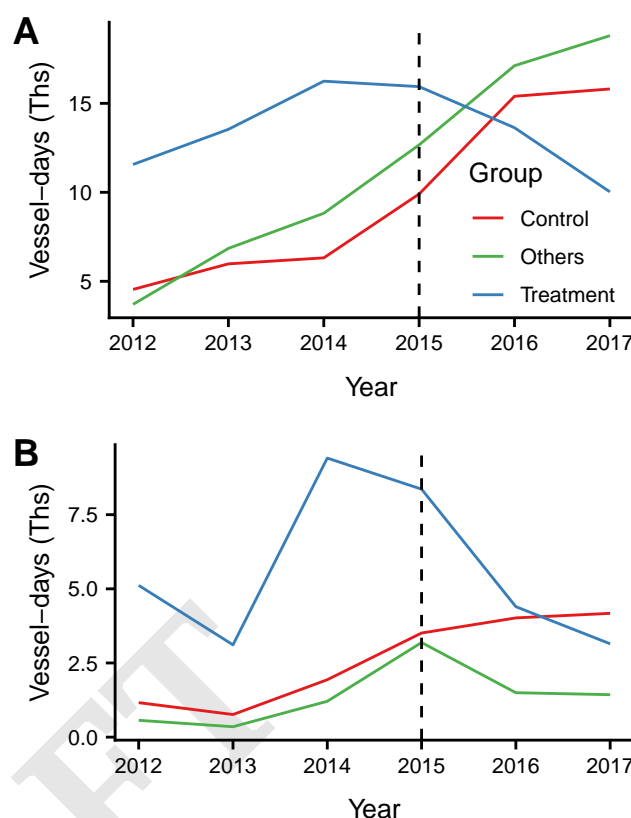 A
Vessel−days (Ths)
15
10
5
Group
Control
Others
Treatment
2012 2013 2014 2015 2016 2017
Year
B
Vessel−days (Ths)
7.5
5.0
2.5
0.0
2012 2013 2014 2015 2016 2017
Year
FT